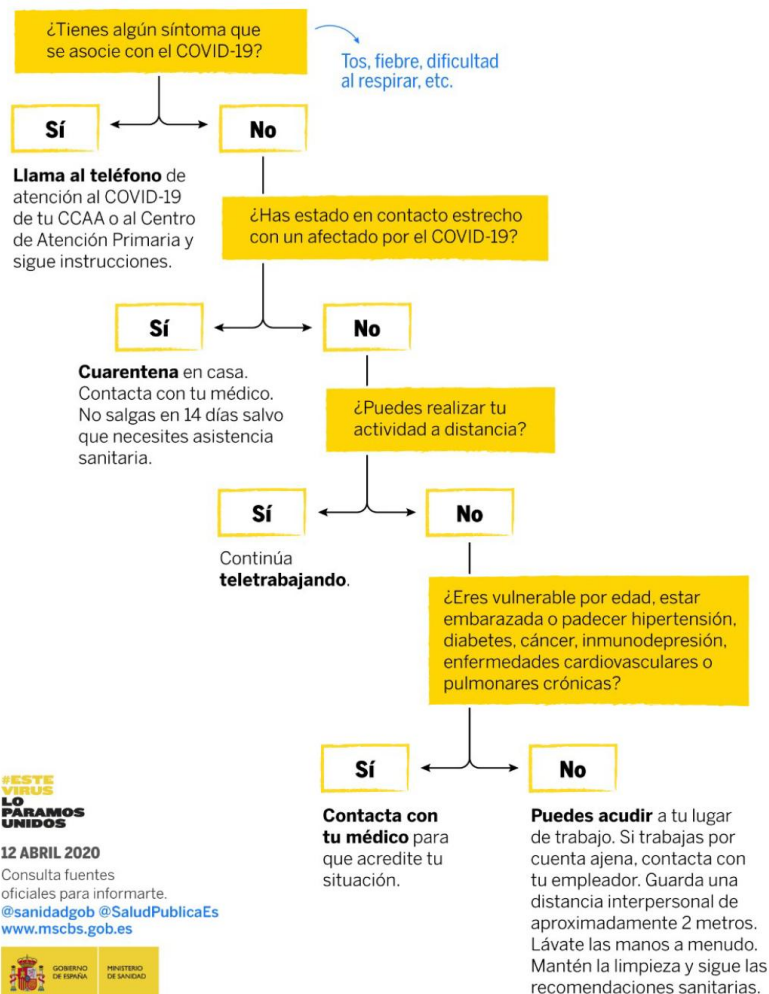 ¿Tienes algún síntoma que
se asocie con el COVID-19?
Tos, fiebre, dificultad
al respirar, etc.
Sí
No
Llama al teléfono de
atención al COVID-19
de tu CCAA o al Centro
de Atención Primaria y
sigue instrucciones.
¿Has estado en contacto estrecho
con un afectado por el COVID-19?
Sí
No
Cuarentena en casa.
Contacta con tu médico.
No salgas en 14 días salvo
que necesites asistencia
sanitaria.
¿Puedes realizar tu
actividad a distancia?
Sí
No
Continúa
teletrabajando.
¿Eres vulnerable por edad, estar
embarazada o padecer hipertensión,
diabetes, cáncer, inmunodepresión,
enfermedades cardiovasculares o
pulmonares crónicas?
Sí
No
Contacta con
tu médico para
que acredite tu
situación.
Puedes acudir a tu lugar
de trabajo. Si trabajas por
cuenta ajena, contacta con
tu empleador. Guarda una
distancia interpersonal de
aproximadamente 2 metros.
Lávate las manos a menudo.
Mantén la limpieza y sigue las
recomendaciones sanitarias.
#ESTE
VIRUS
LO
PARAMOS
UNIDOS
12 ABRIL 2020
Consulta fuentes
oficiales para informarte.
@sanidadgob @SaludPublicaEs
www.mscbs.gob.es
GOBIERNO
DE ESPAÑA
MINISTERIO
DE SANIDAD